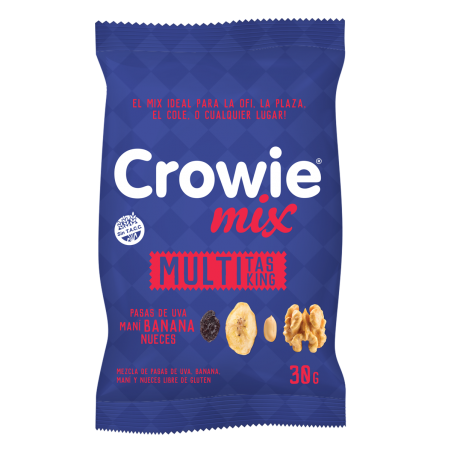 EL MIX IDEAL PARA LA OFI, LA PLAZA,
EL COLE, O CUALQUIER LUGAR!
Crowie®
mix
Sin T.A.C.C.
MULTI TAS
KING
PASAS DE UVA
MANÍ BANANA
NUECES
MEZCLA DE PASAS DE UVA, BANANA,
MANÍ Y NUECES LIBRE DE GLUTEN.
30G